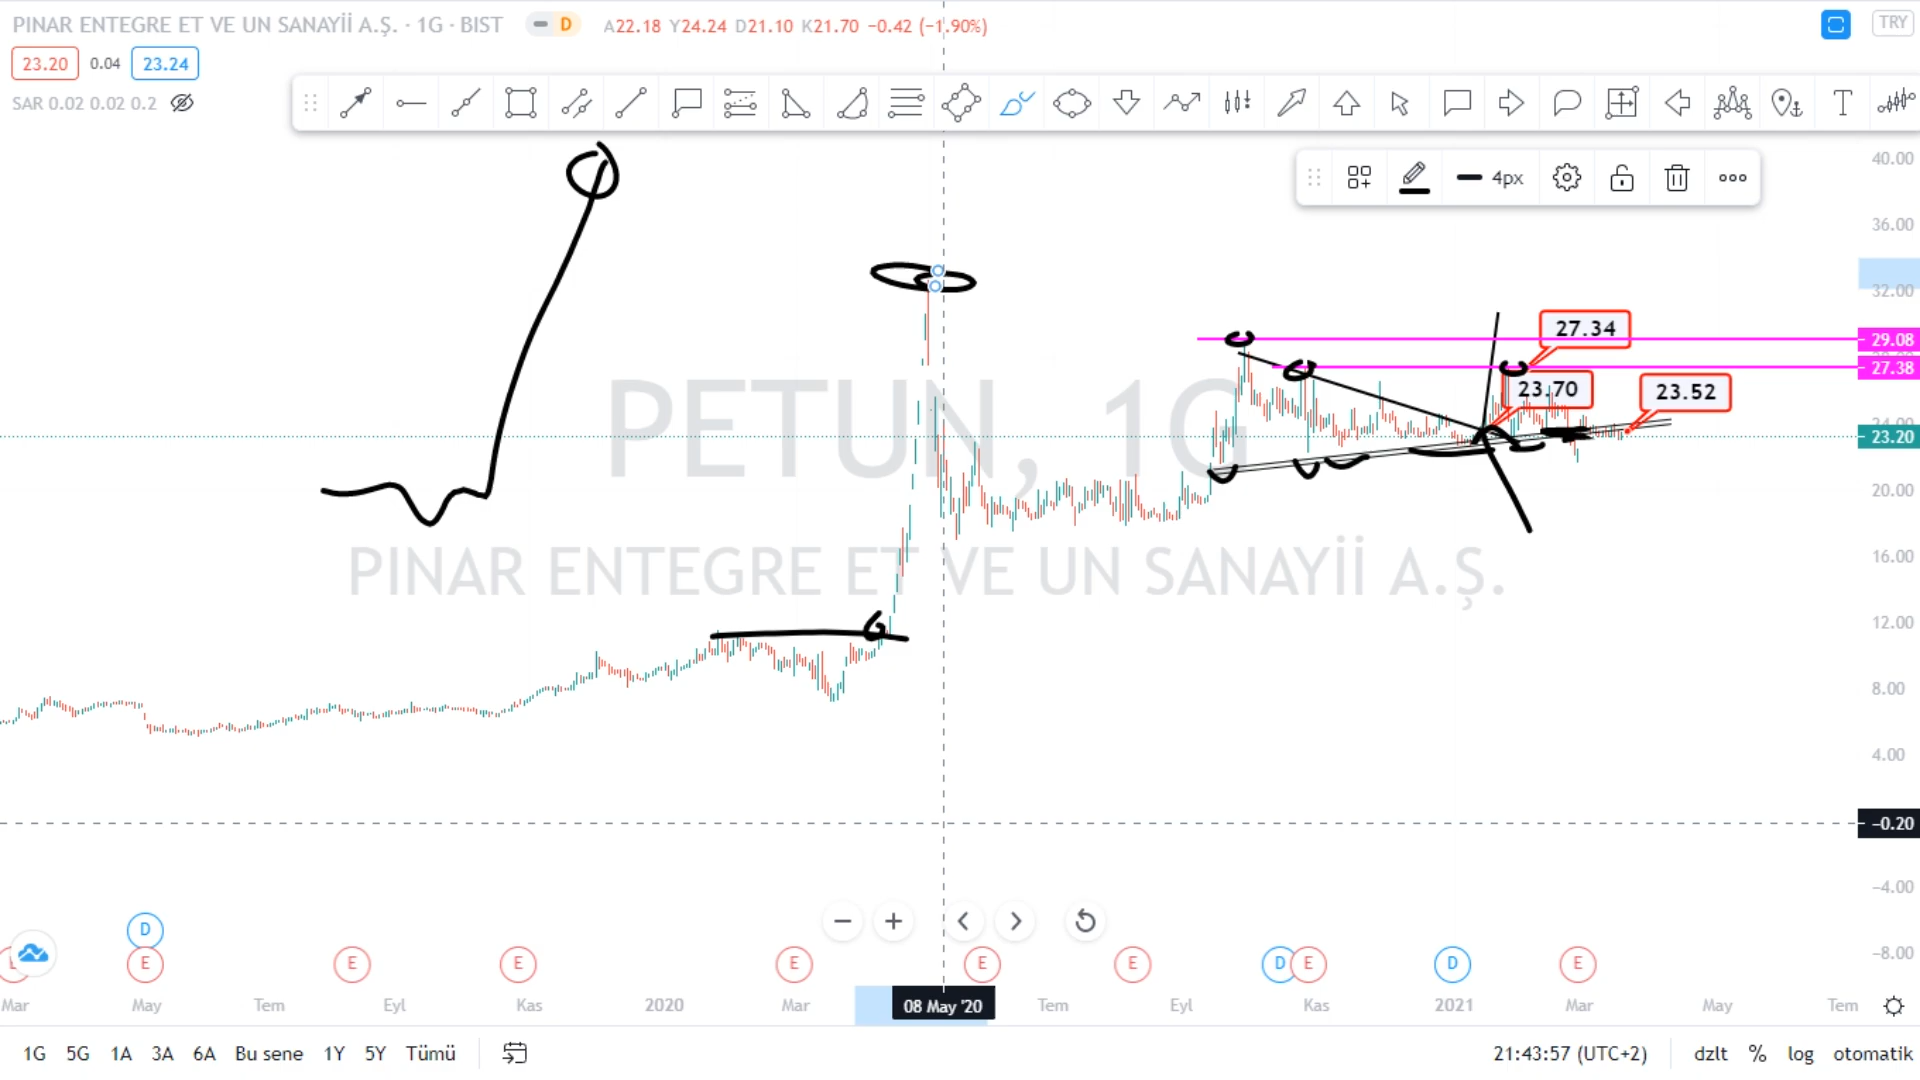 PINAR ENTEGRE ET VE UN SANAYİİ A.Ş. · 1G · BIST D A22.18 Y24.24 D21.10 K21.70 −0.42 (−1.90%) TRY
23.20 0.04 23.24
SAR 0.02 0.02 0.2
T
4px
40.00
36.00
32.00
27.34
29.08
27.38
23.70
23.52
24.00
23.20
20.00
16.00
12.00
8.00
4.00
−0.20
−4.00
−8.00
PETUN, 1G
PINAR ENTEGRE ET VE UN SANAYİİ A.Ş.
D
E E E E E E D E D E
Mar May Tem Eyl Kas 2020 Mar 08 May '20 Tem Eyl Kas 2021 Mar May Tem
1G 5G 1A 3A 6A Bu sene 1Y 5Y Tümü 21:43:57 (UTC+2) dzlt % log otomatik